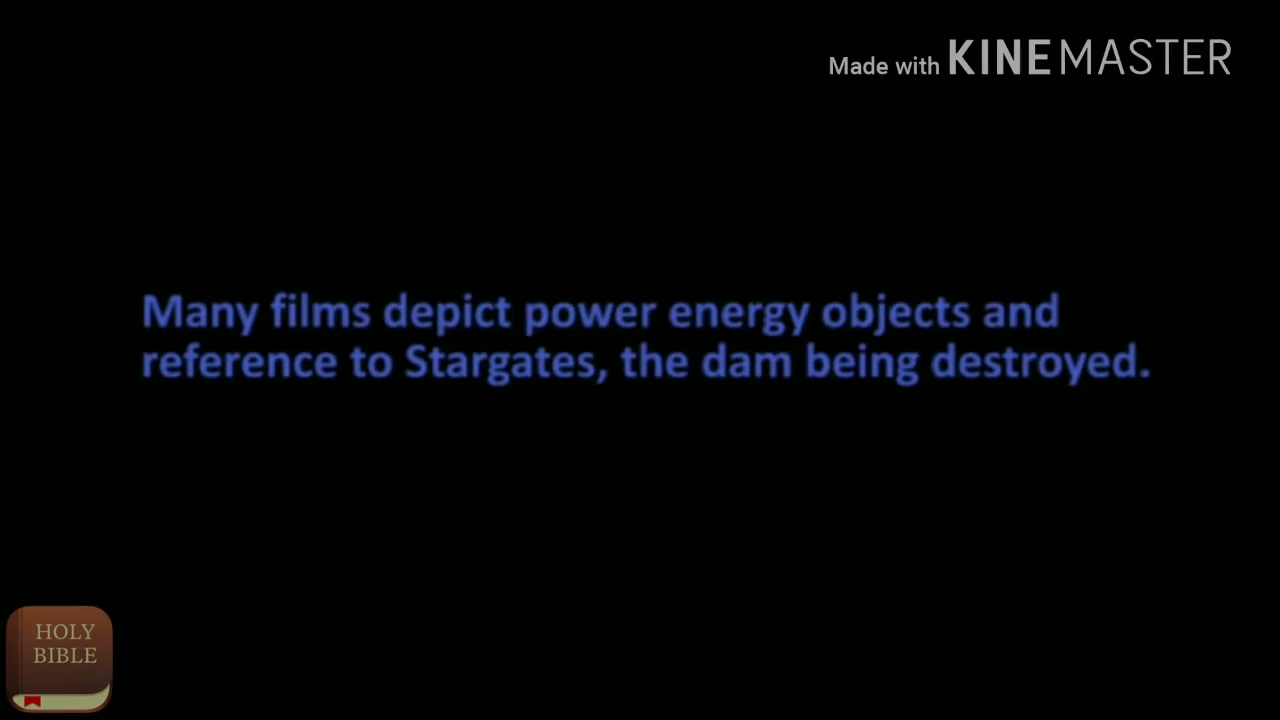 Made with KINEMASTER
Many films depict power energy objects and
reference to Stargates, the dam being destroyed.
HOLY
BIBLE